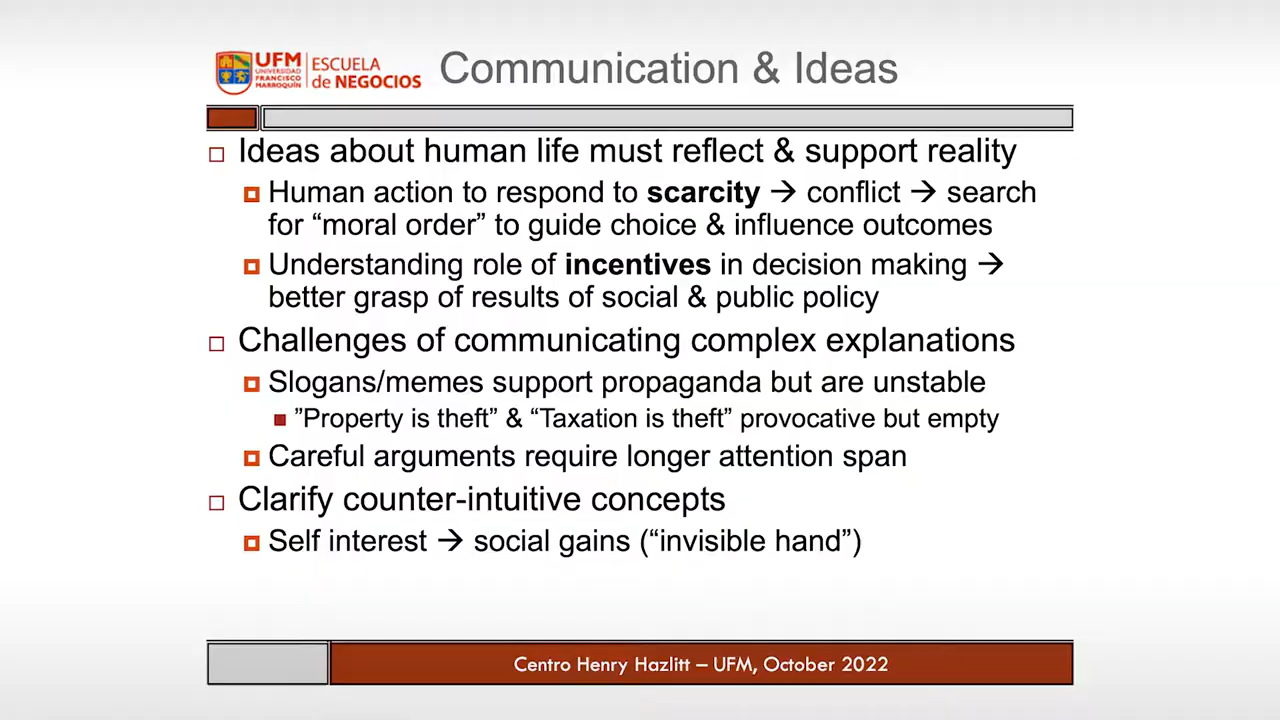 UFM
UNIVERSIDAD
FRANCISCO
MARROQUÍN
ESCUELA
de NEGOCIOS
Communication & Ideas
Ideas about human life must reflect & support reality
Human action to respond to scarcity → conflict → search
for “moral order” to guide choice & influence outcomes
Understanding role of incentives in decision making →
better grasp of results of social & public policy
Challenges of communicating complex explanations
Slogans/memes support propaganda but are unstable
”Property is theft” & “Taxation is theft” provocative but empty
Careful arguments require longer attention span
Clarify counter-intuitive concepts
Self interest → social gains (“invisible hand”)
Centro Henry Hazlitt – UFM, October 2022